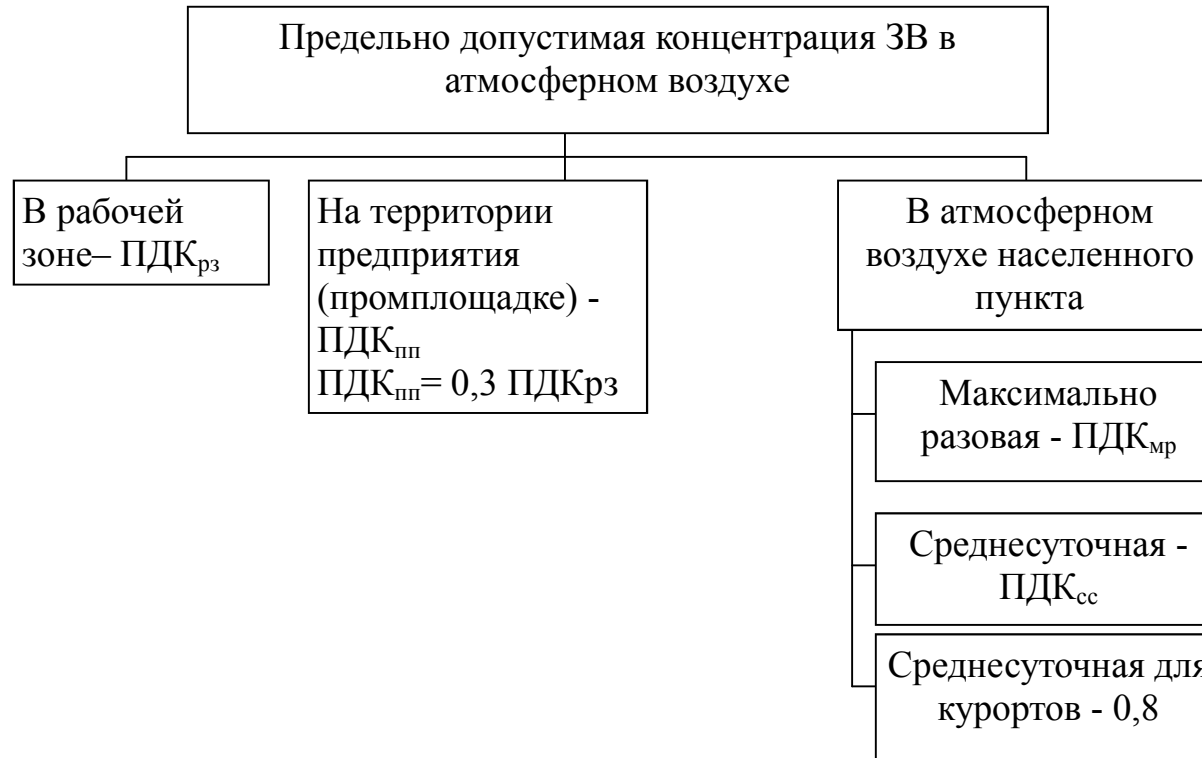 Предельно допустимая концентрация ЗВ в
атмосферном воздухе
В рабочей
зоне– ПДКрз
На территории
предприятия
(промплощадке) -
ПДКпп
ПДКпп= 0,3 ПДКрз
В атмосферном
воздухе населенного
пункта
Максимально
разовая - ПДКмр
Среднесуточная -
ПДКсс
Среднесуточная для
курортов - 0,8